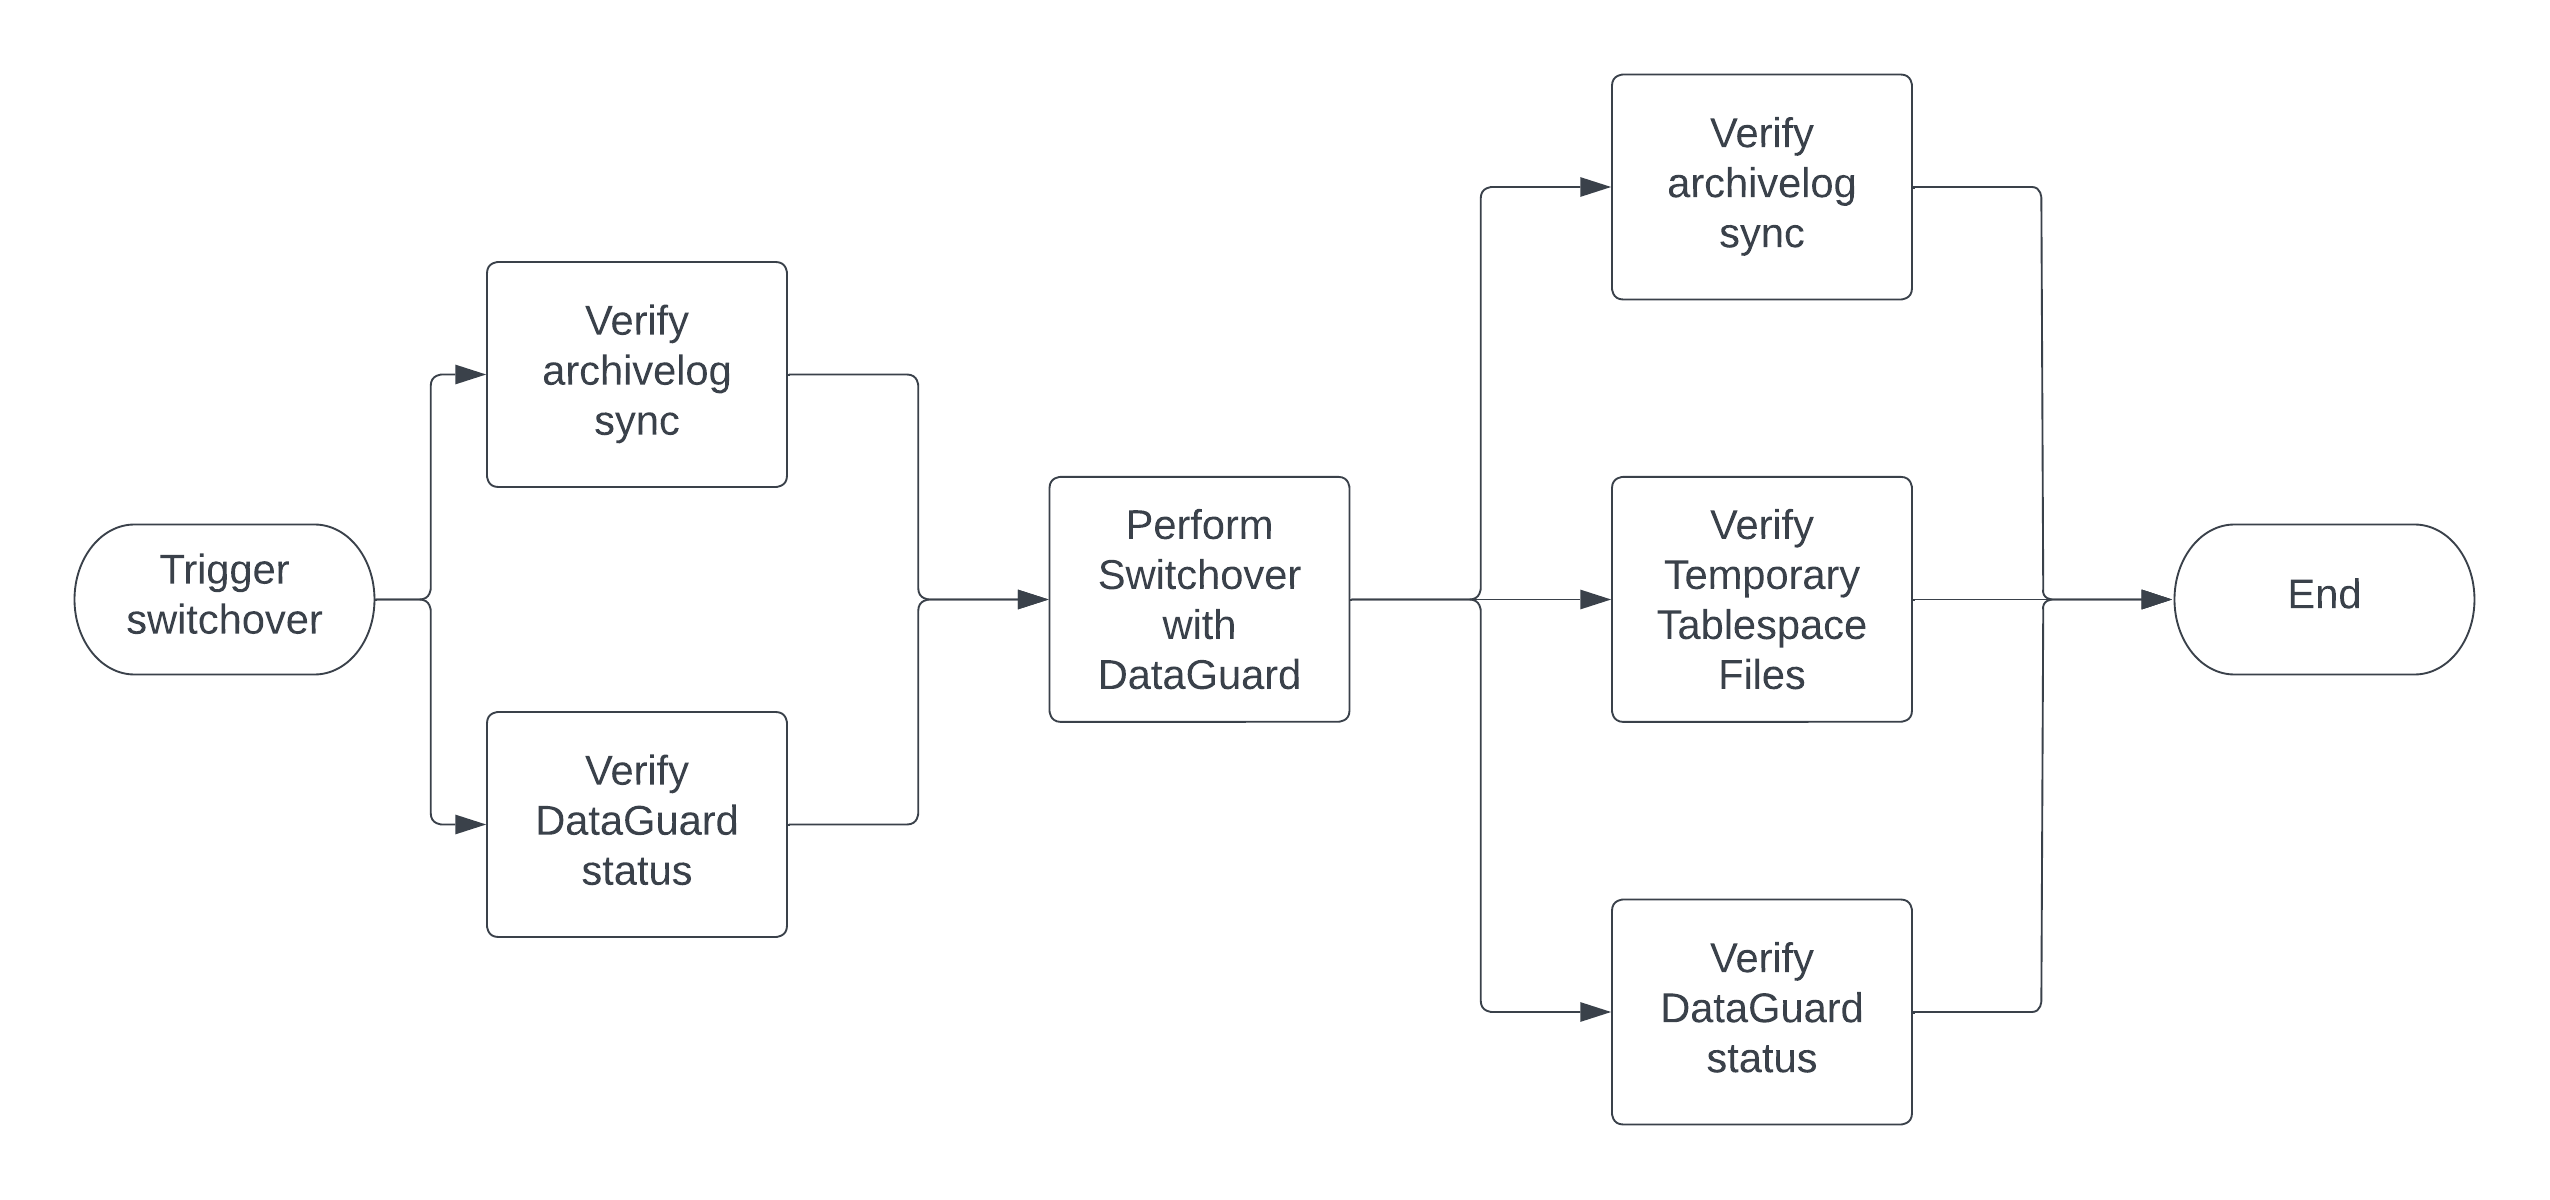 Trigger
switchover
Verify
archivelog
sync
Verify
DataGuard
status
Perform
Switchover
with
DataGuard
Verify
archivelog
sync
Verify
Temporary
Tablespace
Files
Verify
DataGuard
status
End